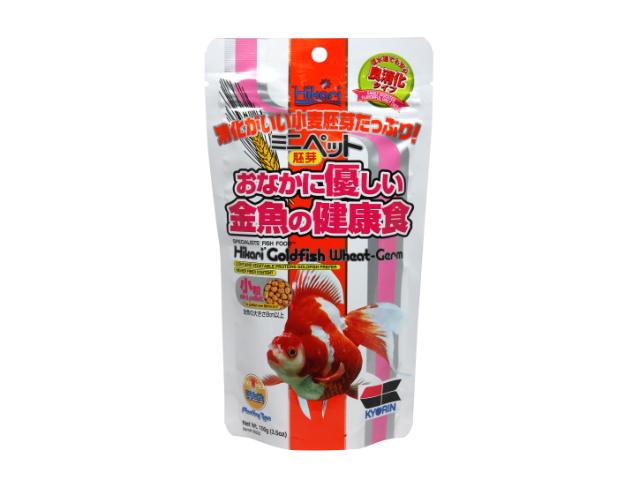 Hikari
良消化
タイプ
消化がいい小麦胚芽たっぷり!
ミニペット
胚芽
おなかに優しい
金魚の健康食
SPECIALISTS' FISH FOOD
Hikari Goldfish Wheat-Germ
小粒
Floating Type
KYORIN
Net Wt. 100g (3.5oz)